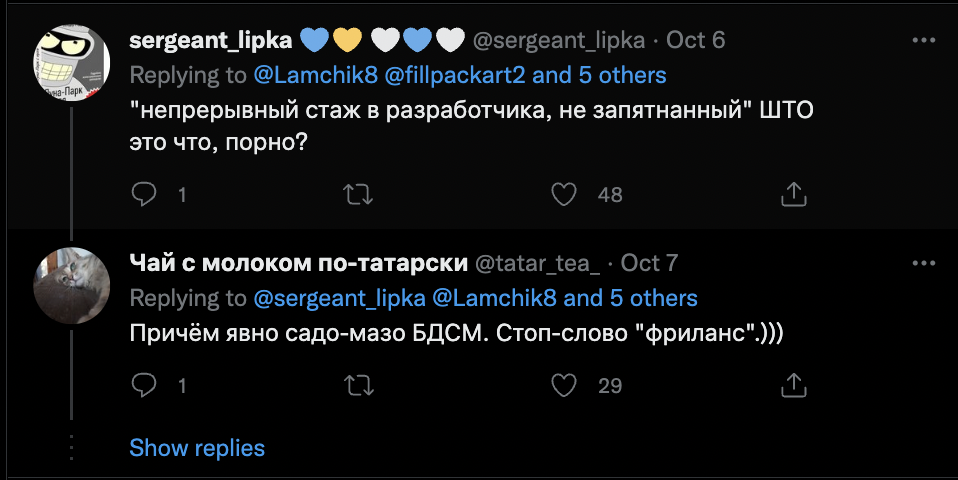 sergeant_lipka 💙💛 🤍💙🤍 @sergeant_lipka · Oct 6
Replying to @Lamchik8 @fillpackart2 and 5 others
"непрерывный стаж в разработчика, не запятнанный" ШТО
это что, порно?
1 48
Чай с молоком по-татарски @tatar_tea_ · Oct 7
Replying to @sergeant_lipka @Lamchik8 and 5 others
Причём явно садо-мазо БДСМ. Стоп-слово "фриланс".)))
1 29
Show replies